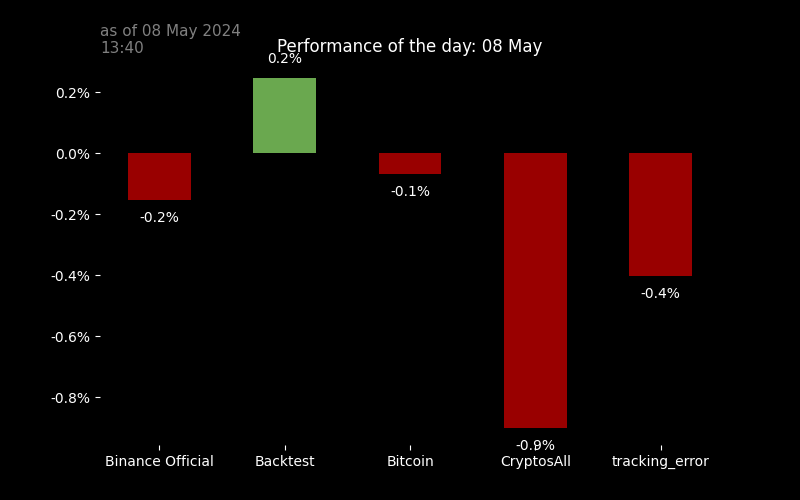 as of 08 May 2024
13:40
Performance of the day: 08 May
0.2%
0.2%
0.0%
-0.2%
-0.4%
-0.6%
-0.8%
-0.2%
-0.1%
-0.9%
-0.4%
Binance Official
Backtest
Bitcoin
CryptosAll
tracking_error